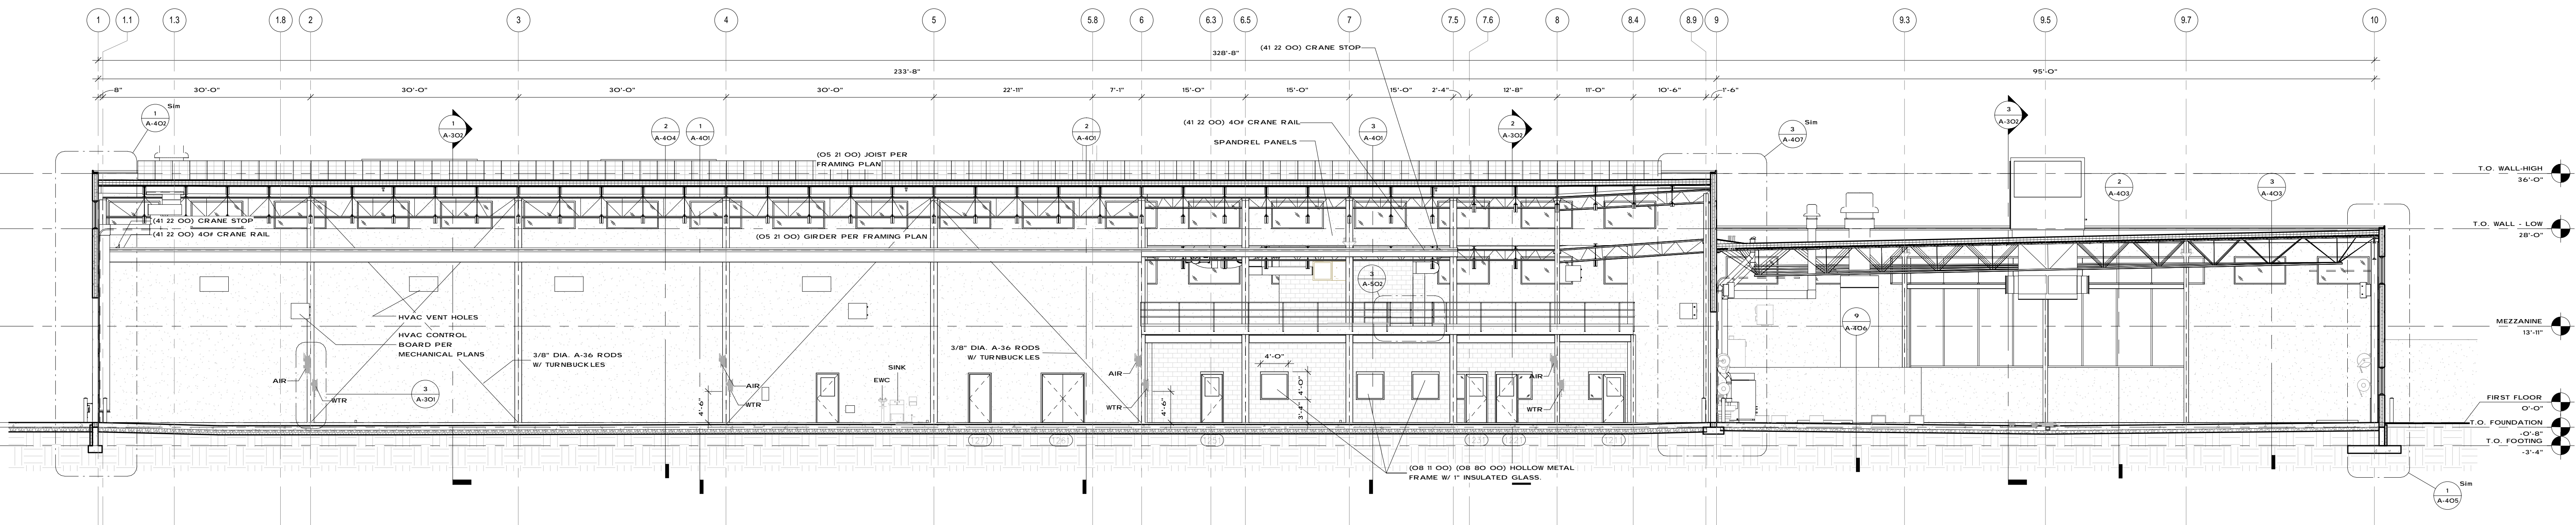 1 1.1 1.3 1.8 2 3 4 5 5.8 6 6.3 6.5 7 7.5 7.6 8 8.4 8.9 9 9.3 9.5 9.7 10
(41 22 00) CRANE STOP
328'-8"
233'-8"
95'-0"
8" 30'-0" 30'-0" 30'-0" 30'-0" 22'-11" 7'-1" 15'-0" 15'-0" 15'-0" 2'-4" 12'-8" 11'-0" 10'-6" 1'-6"
1
A-402
Sim
1
A-302
2
A-404
1
A-401
2
A-401
(41 22 00) 40# CRANE RAIL
SPANDREL PANELS
3
A-401
2
A-302
3
A-407
Sim
3
A-302
(05 21 00) JOIST PER
FRAMING PLAN
2
A-403
3
A-403
T.O. WALL-HIGH
36'-0"
(41 22 00) CRANE STOP
(41 22 00) 40# CRANE RAIL
(05 21 00) GIRDER PER FRAMING PLAN
T.O. WALL - LOW
28'-0"
3
A-502
HVAC VENT HOLES
HVAC CONTROL
BOARD PER
MECHANICAL PLANS
9
A-406
MEZZANINE
13'-11"
3/8" DIA. A-36 RODS
W/ TURNBUCKLES
3/8" DIA. A-36 RODS
W/ TURNBUCKLES
4'-0"
SINK
EWC
AIR
WTR
3
A-301
AIR
WTR
4'-6"
AIR
WTR
4'-6"
4'-0"
3'-4"
AIR
WTR
FIRST FLOOR
0'-0"
T.O. FOUNDATION
-0'-8"
T.O. FOOTING
-3'-4"
1271 1261 1251 1231 1221 1211
(08 11 00) (08 80 00) HOLLOW METAL
FRAME W/ 1" INSULATED GLASS.
1
A-405
Sim